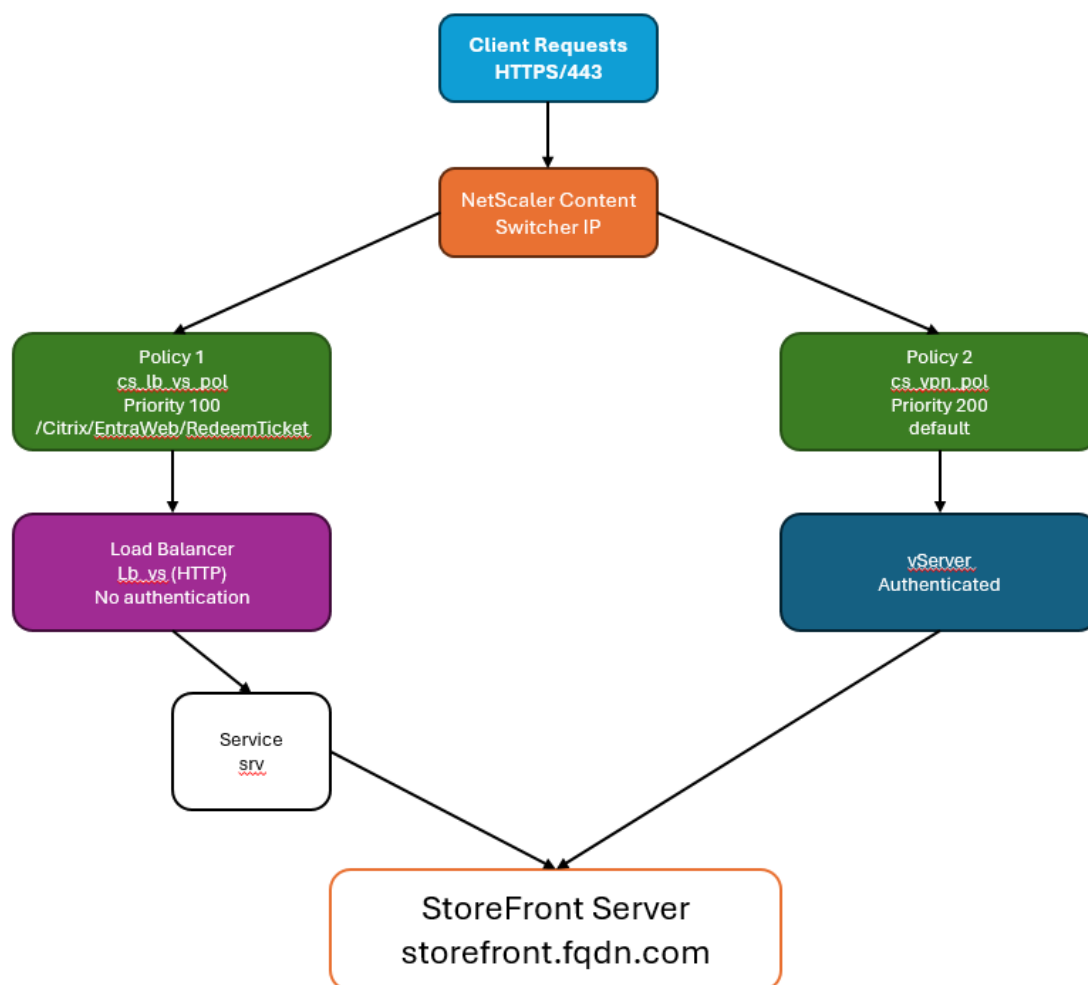 Client Requests
HTTPS/443
NetScaler Content
Switcher IP
Policy 1
cs_lb_vs_pol
Priority 100
/Citrix/EntraWeb/RedeemTicket
Policy 2
cs_vpn_pol
Priority 200
default
Load Balancer
Lb_vs (HTTP)
No authentication
vServer
Authenticated
Service
srv
StoreFront Server
storefront.fqdn.com